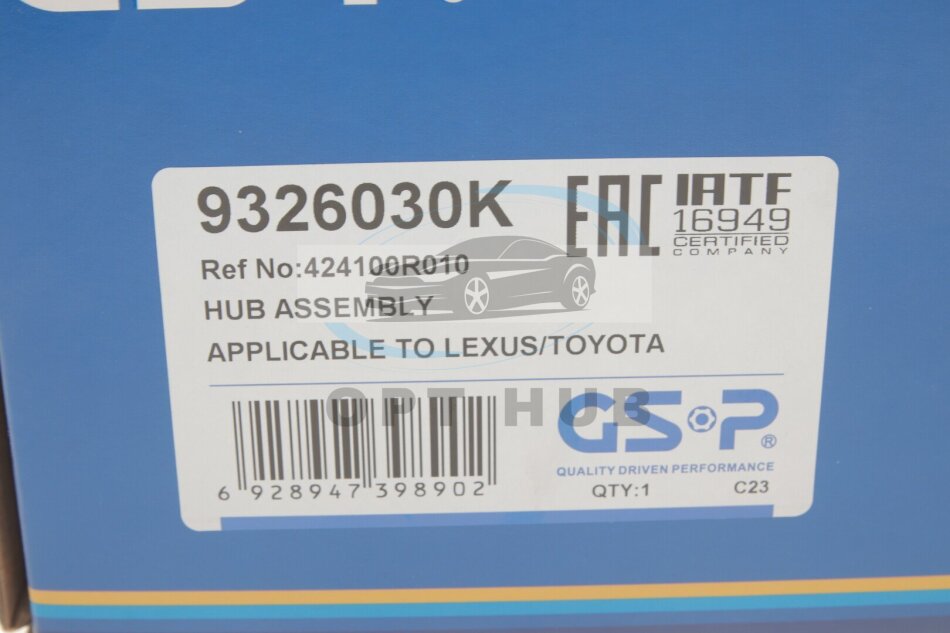 9326030K
EAC
IATF
16949
CERTIFIED
COMPANY
Ref No:424100R010
HUB ASSEMBLY
APPLICABLE TO LEXUS/TOYOTA
OPT HUB
GSP®
QUALITY DRIVEN PERFORMANCE
6 928947 398902
QTY:1
C23